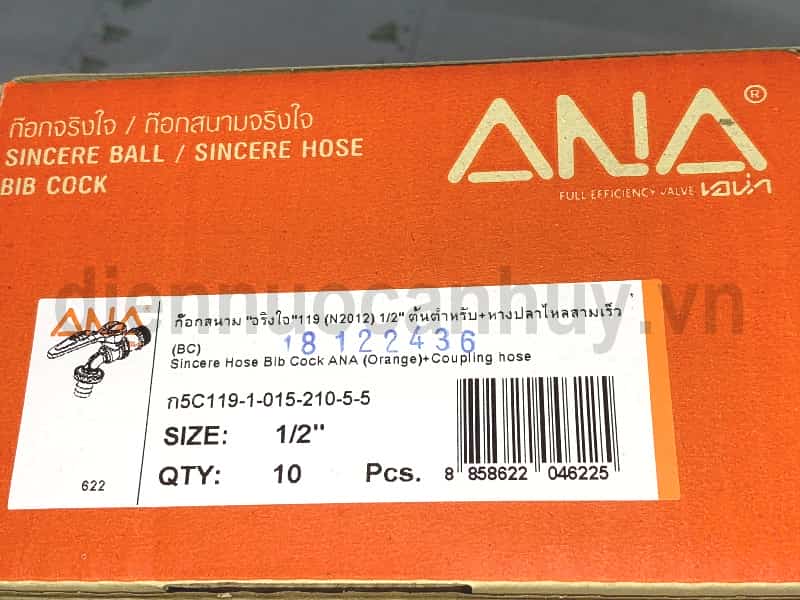 ก๊อกจริงใจ / ก๊อกสนามจริงใจ
SINCERE BALL / SINCERE HOSE
BIB COCK
ANA®
FULL EFFICIENCY VALVE เอน่า
diennuocanhuy.vn
ANA
ก๊อกสนาม "จริงใจ"119 (N2012) 1/2" ต้นตำหรับ+หางปลาไหลสามเร็ว
(BC)
18 122436
Sincere Hose Bib Cock ANA (Orange)+Coupling hose
ก5C119-1-015-210-5-5
SIZE: 1/2"
QTY: 10 Pcs.
8 858622 046225
622